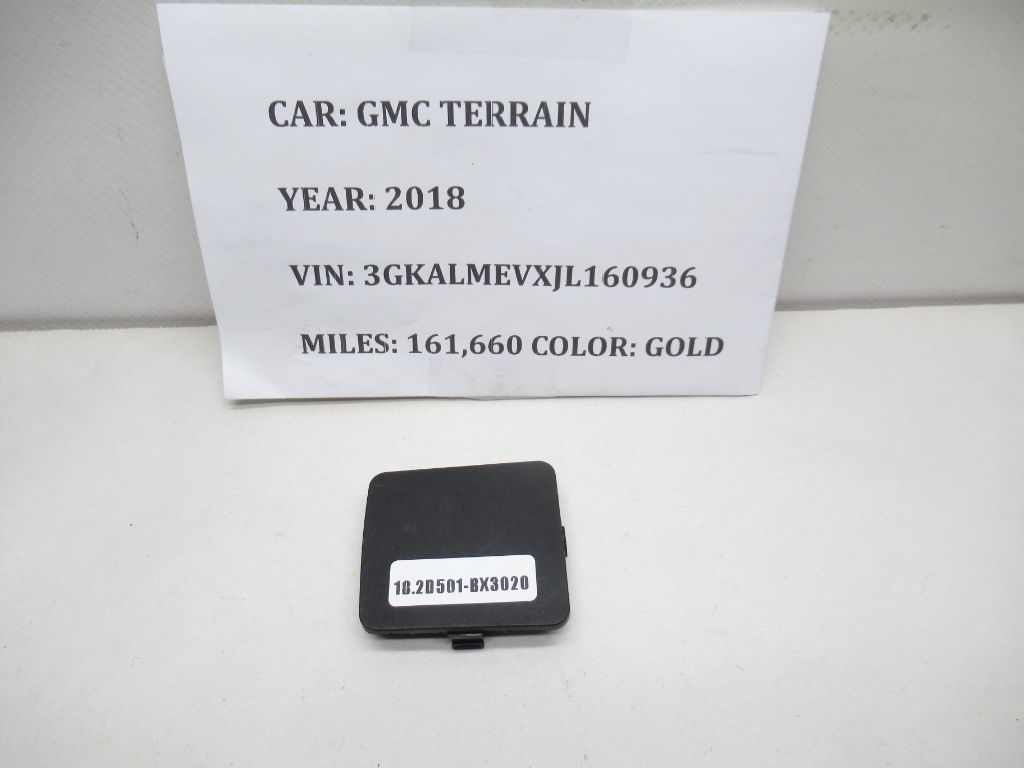 CAR: GMC TERRAIN
YEAR: 2018
VIN: 3GKALMEVXJL160936
MILES: 161,660 COLOR: GOLD
18.2D501-BX3020